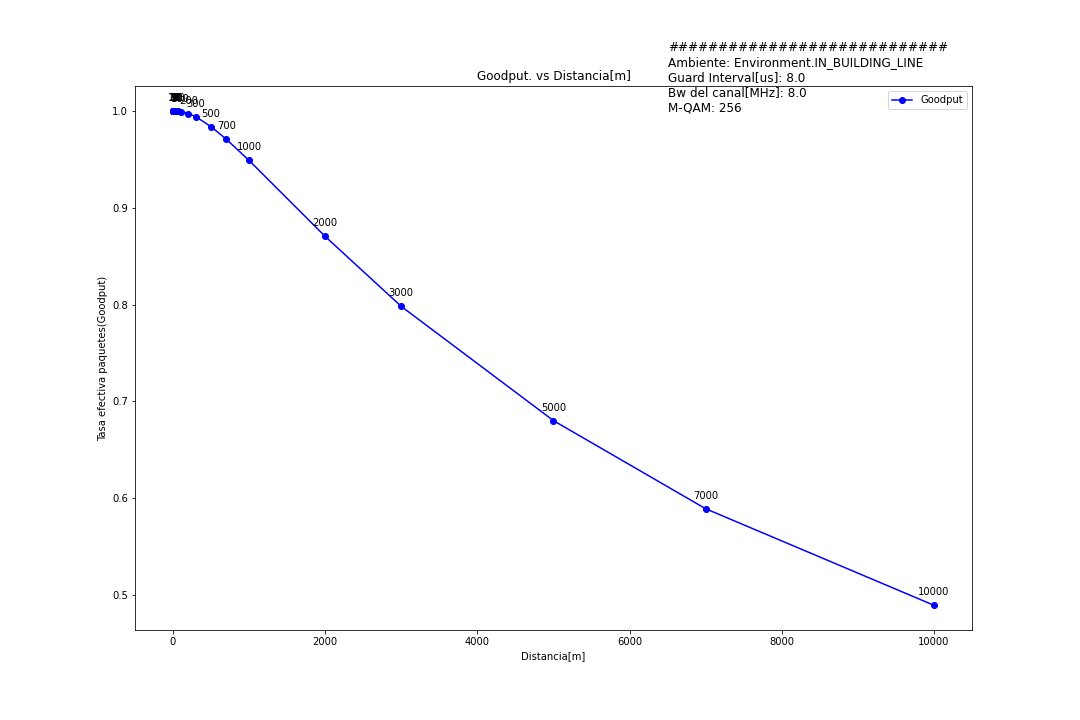 ###########################
Ambiente: Environment.IN_BUILDING_LINE
Goodput. vs Distancia[m]
Guard Interval[us]: 8.0
Bw del canal[MHz]: 8.0
M-QAM: 256
Goodput
200
300
500
700
1000
2000
3000
5000
7000
10000
1.0
0.9
0.8
0.7
0.6
0.5
Tasa efectiva paquetes(Goodput)
0
2000
4000
6000
8000
10000
Distancia[m]